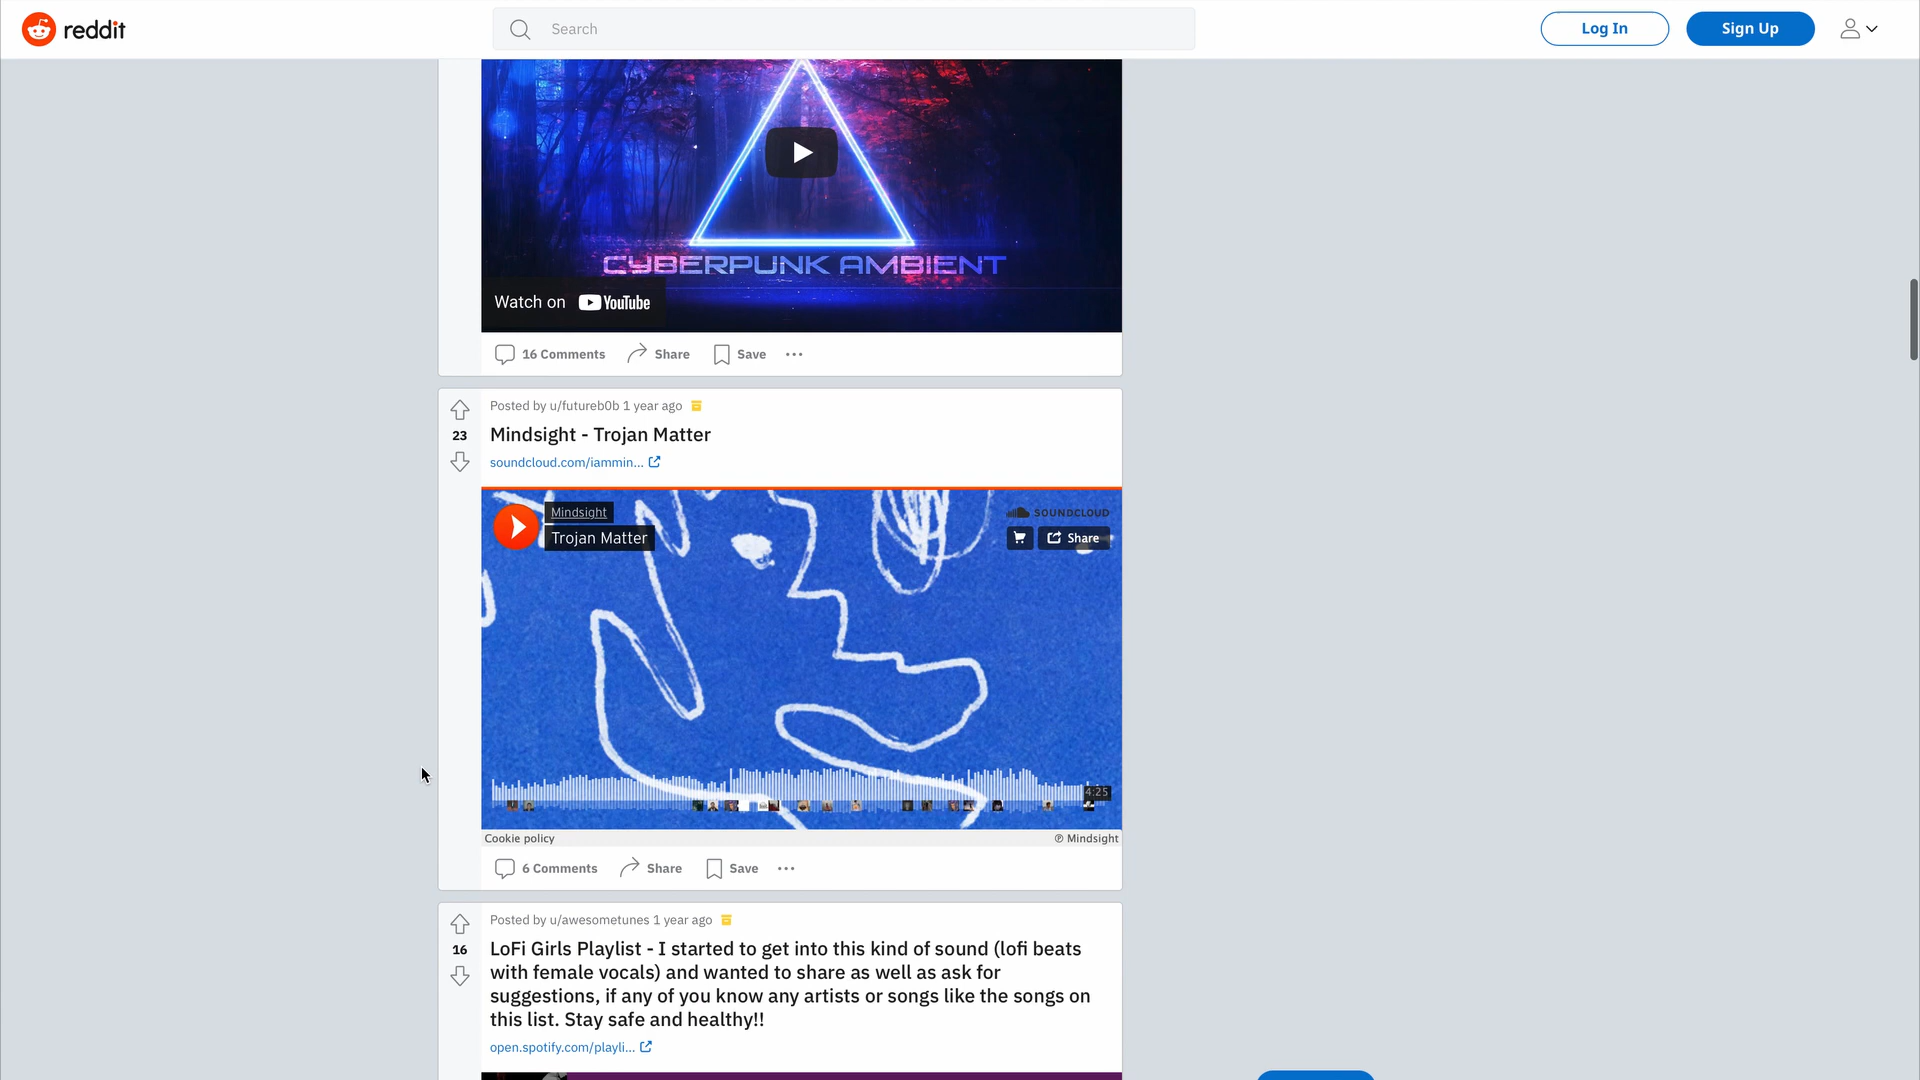 reddit
Search
Log In
Sign Up
CYBERPUNK AMBIENT
Watch on YouTube
16 Comments
Share
Save
Posted by u/futureb0b 1 year ago
23
Mindsight - Trojan Matter
soundcloud.com/iammin...
Mindsight
SOUNDCLOUD
Trojan Matter
Share
4:25
Cookie policy
℗ Mindsight
6 Comments
Share
Save
Posted by u/awesometunes 1 year ago
16
LoFi Girls Playlist - I started to get into this kind of sound (lofi beats
with female vocals) and wanted to share as well as ask for
suggestions, if any of you know any artists or songs like the songs on
this list. Stay safe and healthy!!
open.spotify.com/playli...